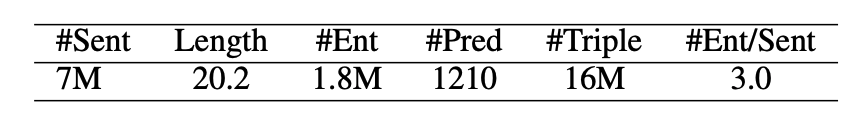 #Sent Length #Ent #Pred #Triple #Ent/Sent
7M 20.2 1.8M 1210 16M 3.0